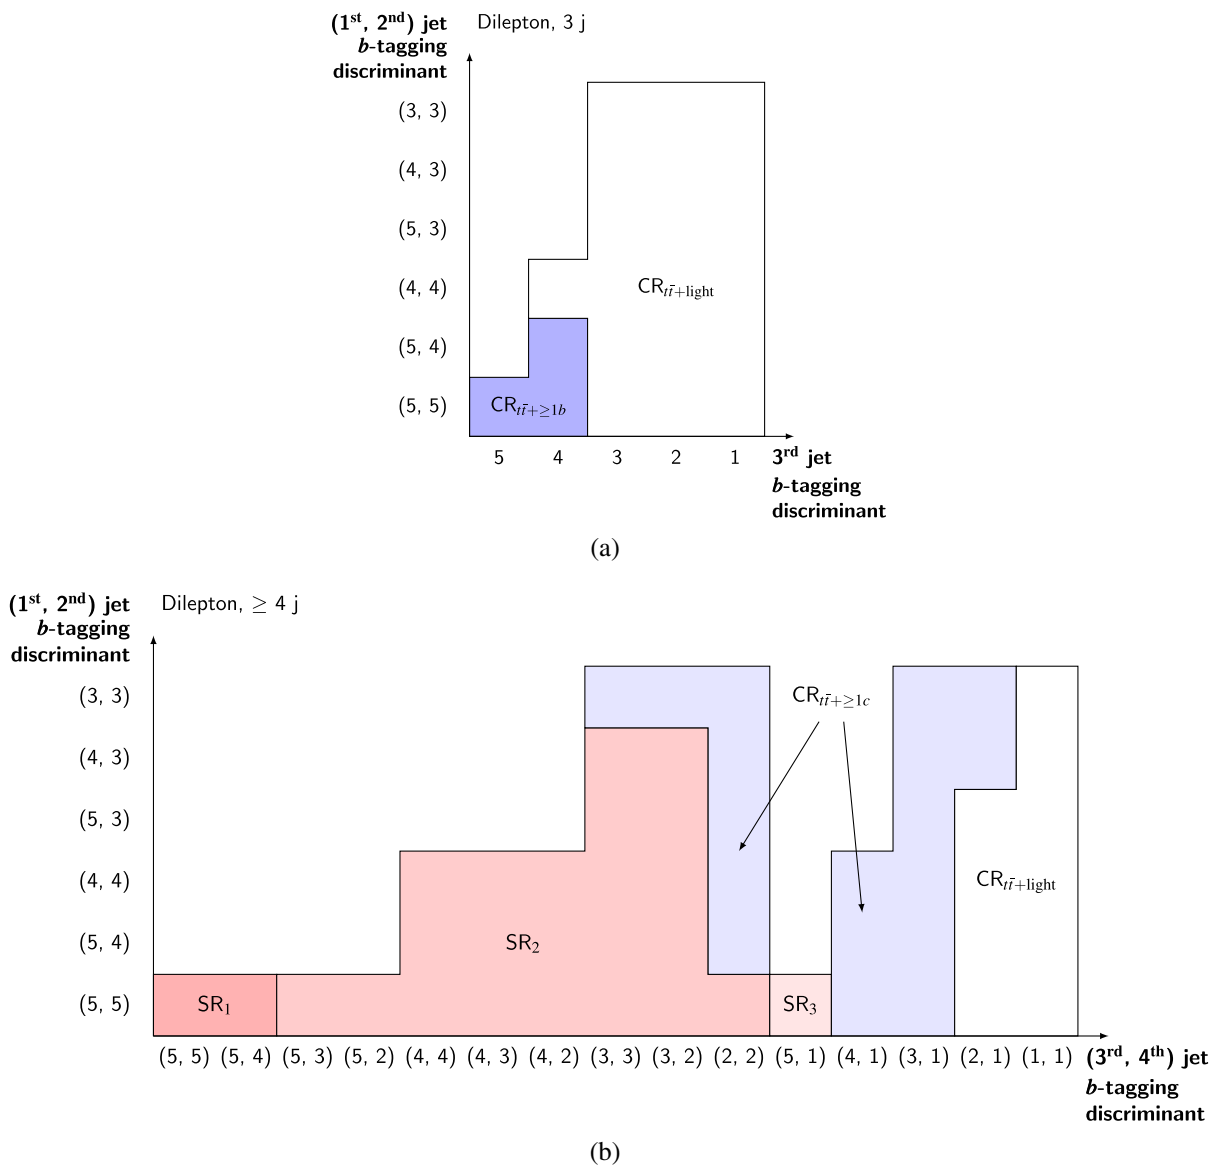 (1st, 2nd) jet
b-tagging
discriminant
Dilepton, 3 j
(3, 3)
(4, 3)
(5, 3)
(4, 4)
(5, 4)
(5, 5)
CRtt̄+light
CRtt̄+≥1b
5 4 3 2 1
3rd jet
b-tagging
discriminant
(a)
(1st, 2nd) jet
b-tagging
discriminant
Dilepton, ≥ 4 j
(3, 3)
(4, 3)
(5, 3)
(4, 4)
(5, 4)
(5, 5)
CRtt̄+≥1c
CRtt̄+light
SR2
SR1
SR3
(5, 5) (5, 4) (5, 3) (5, 2) (4, 4) (4, 3) (4, 2) (3, 3) (3, 2) (2, 2) (5, 1) (4, 1) (3, 1) (2, 1) (1, 1)
(3rd, 4th) jet
b-tagging
discriminant
(b)